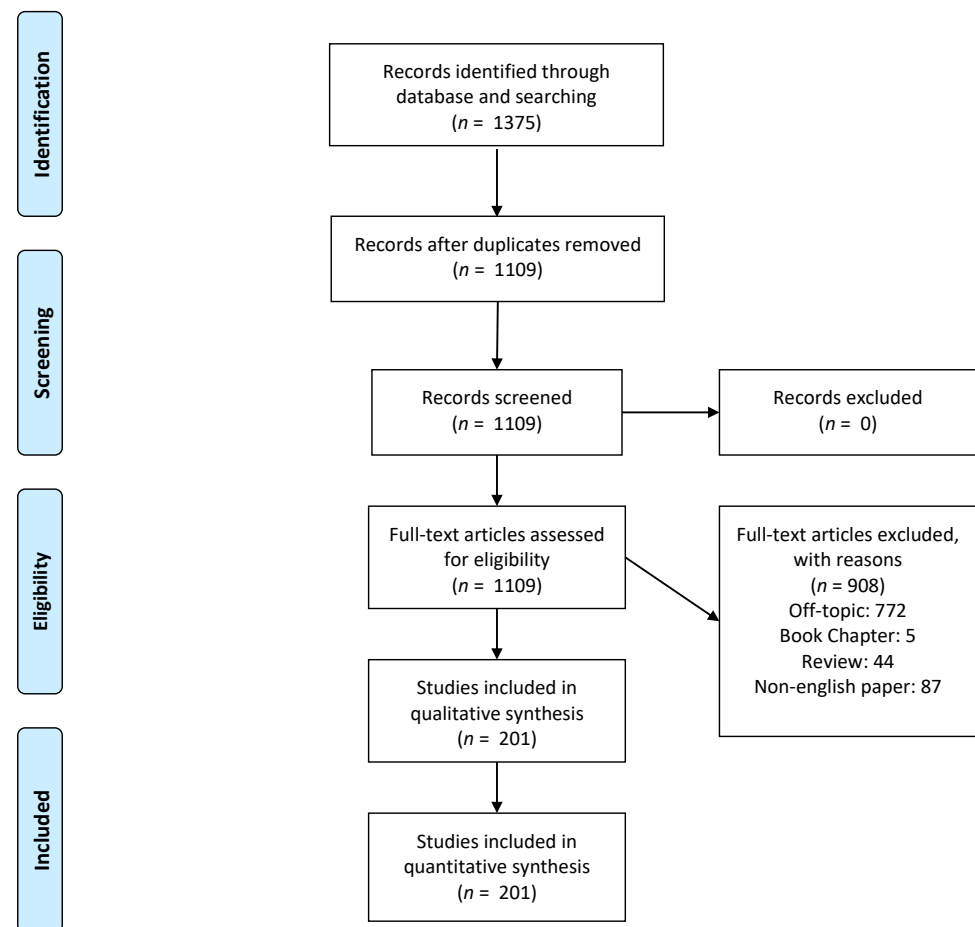 Identification
Records identified through
database and searching
(n = 1375)
Records after duplicates removed
(n = 1109)
Screening
Records screened
(n = 1109)
Records excluded
(n = 0)
Eligibility
Full-text articles assessed
for eligibility
(n = 1109)
Full-text articles excluded,
with reasons
(n = 908)
Off-topic: 772
Book Chapter: 5
Review: 44
Non-english paper: 87
Studies included in
qualitative synthesis
(n = 201)
Included
Studies included in
quantitative synthesis
(n = 201)